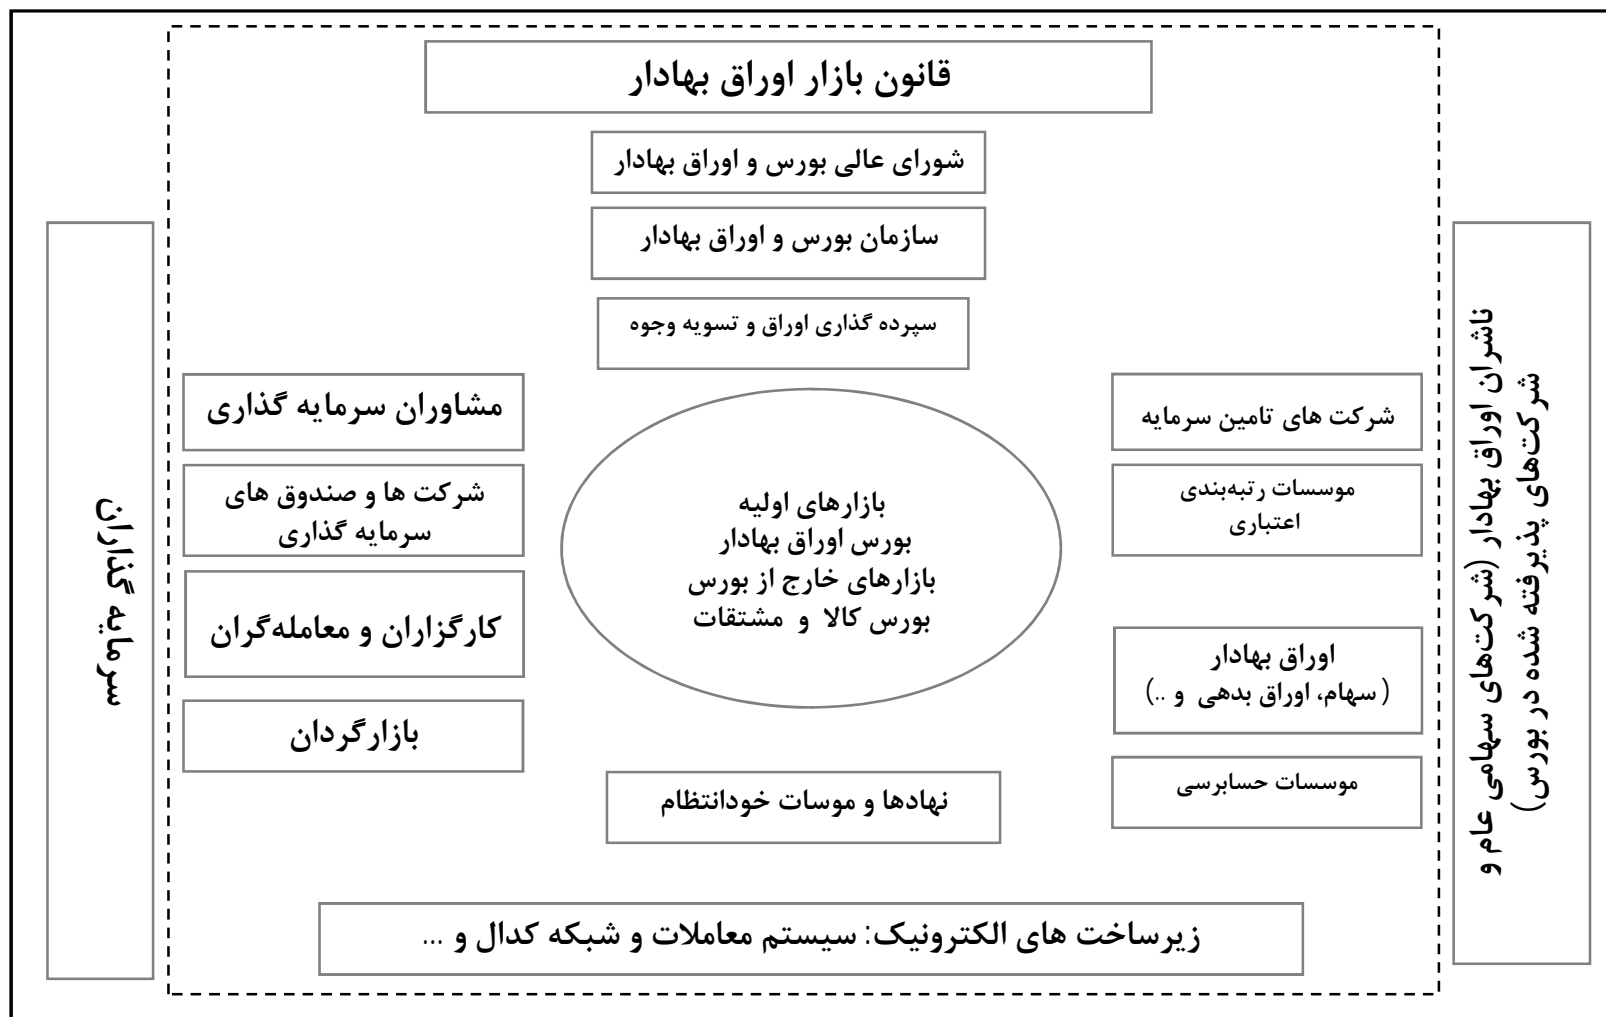 قانون بازار اوراق بهادار
شورای عالی بورس و اوراق بهادار
سازمان بورس و اوراق بهادار
سپرده گذاری اوراق و تسویه وجوه
ناشران اوراق بهادار (شرکت‌های سهامی عام و
شرکت‌های پذیرفته شده در بورس)
شرکت های تامین سرمایه
موسسات رتبه‌بندی
اعتباری
اوراق بهادار
( سهام، اوراق بدهی و ..)
موسسات حسابرسی
بازارهای اولیه
بورس اوراق بهادار
بازارهای خارج از بورس
بورس کالا و مشتقات
مشاوران سرمایه گذاری
شرکت ها و صندوق های
سرمایه گذاری
کارگزاران و معامله‌گران
بازارگردان
سرمایه گذاران
نهادها و موسات خودانتظام
زیرساخت های الکترونیک: سیستم معاملات و شبکه کدال و ...